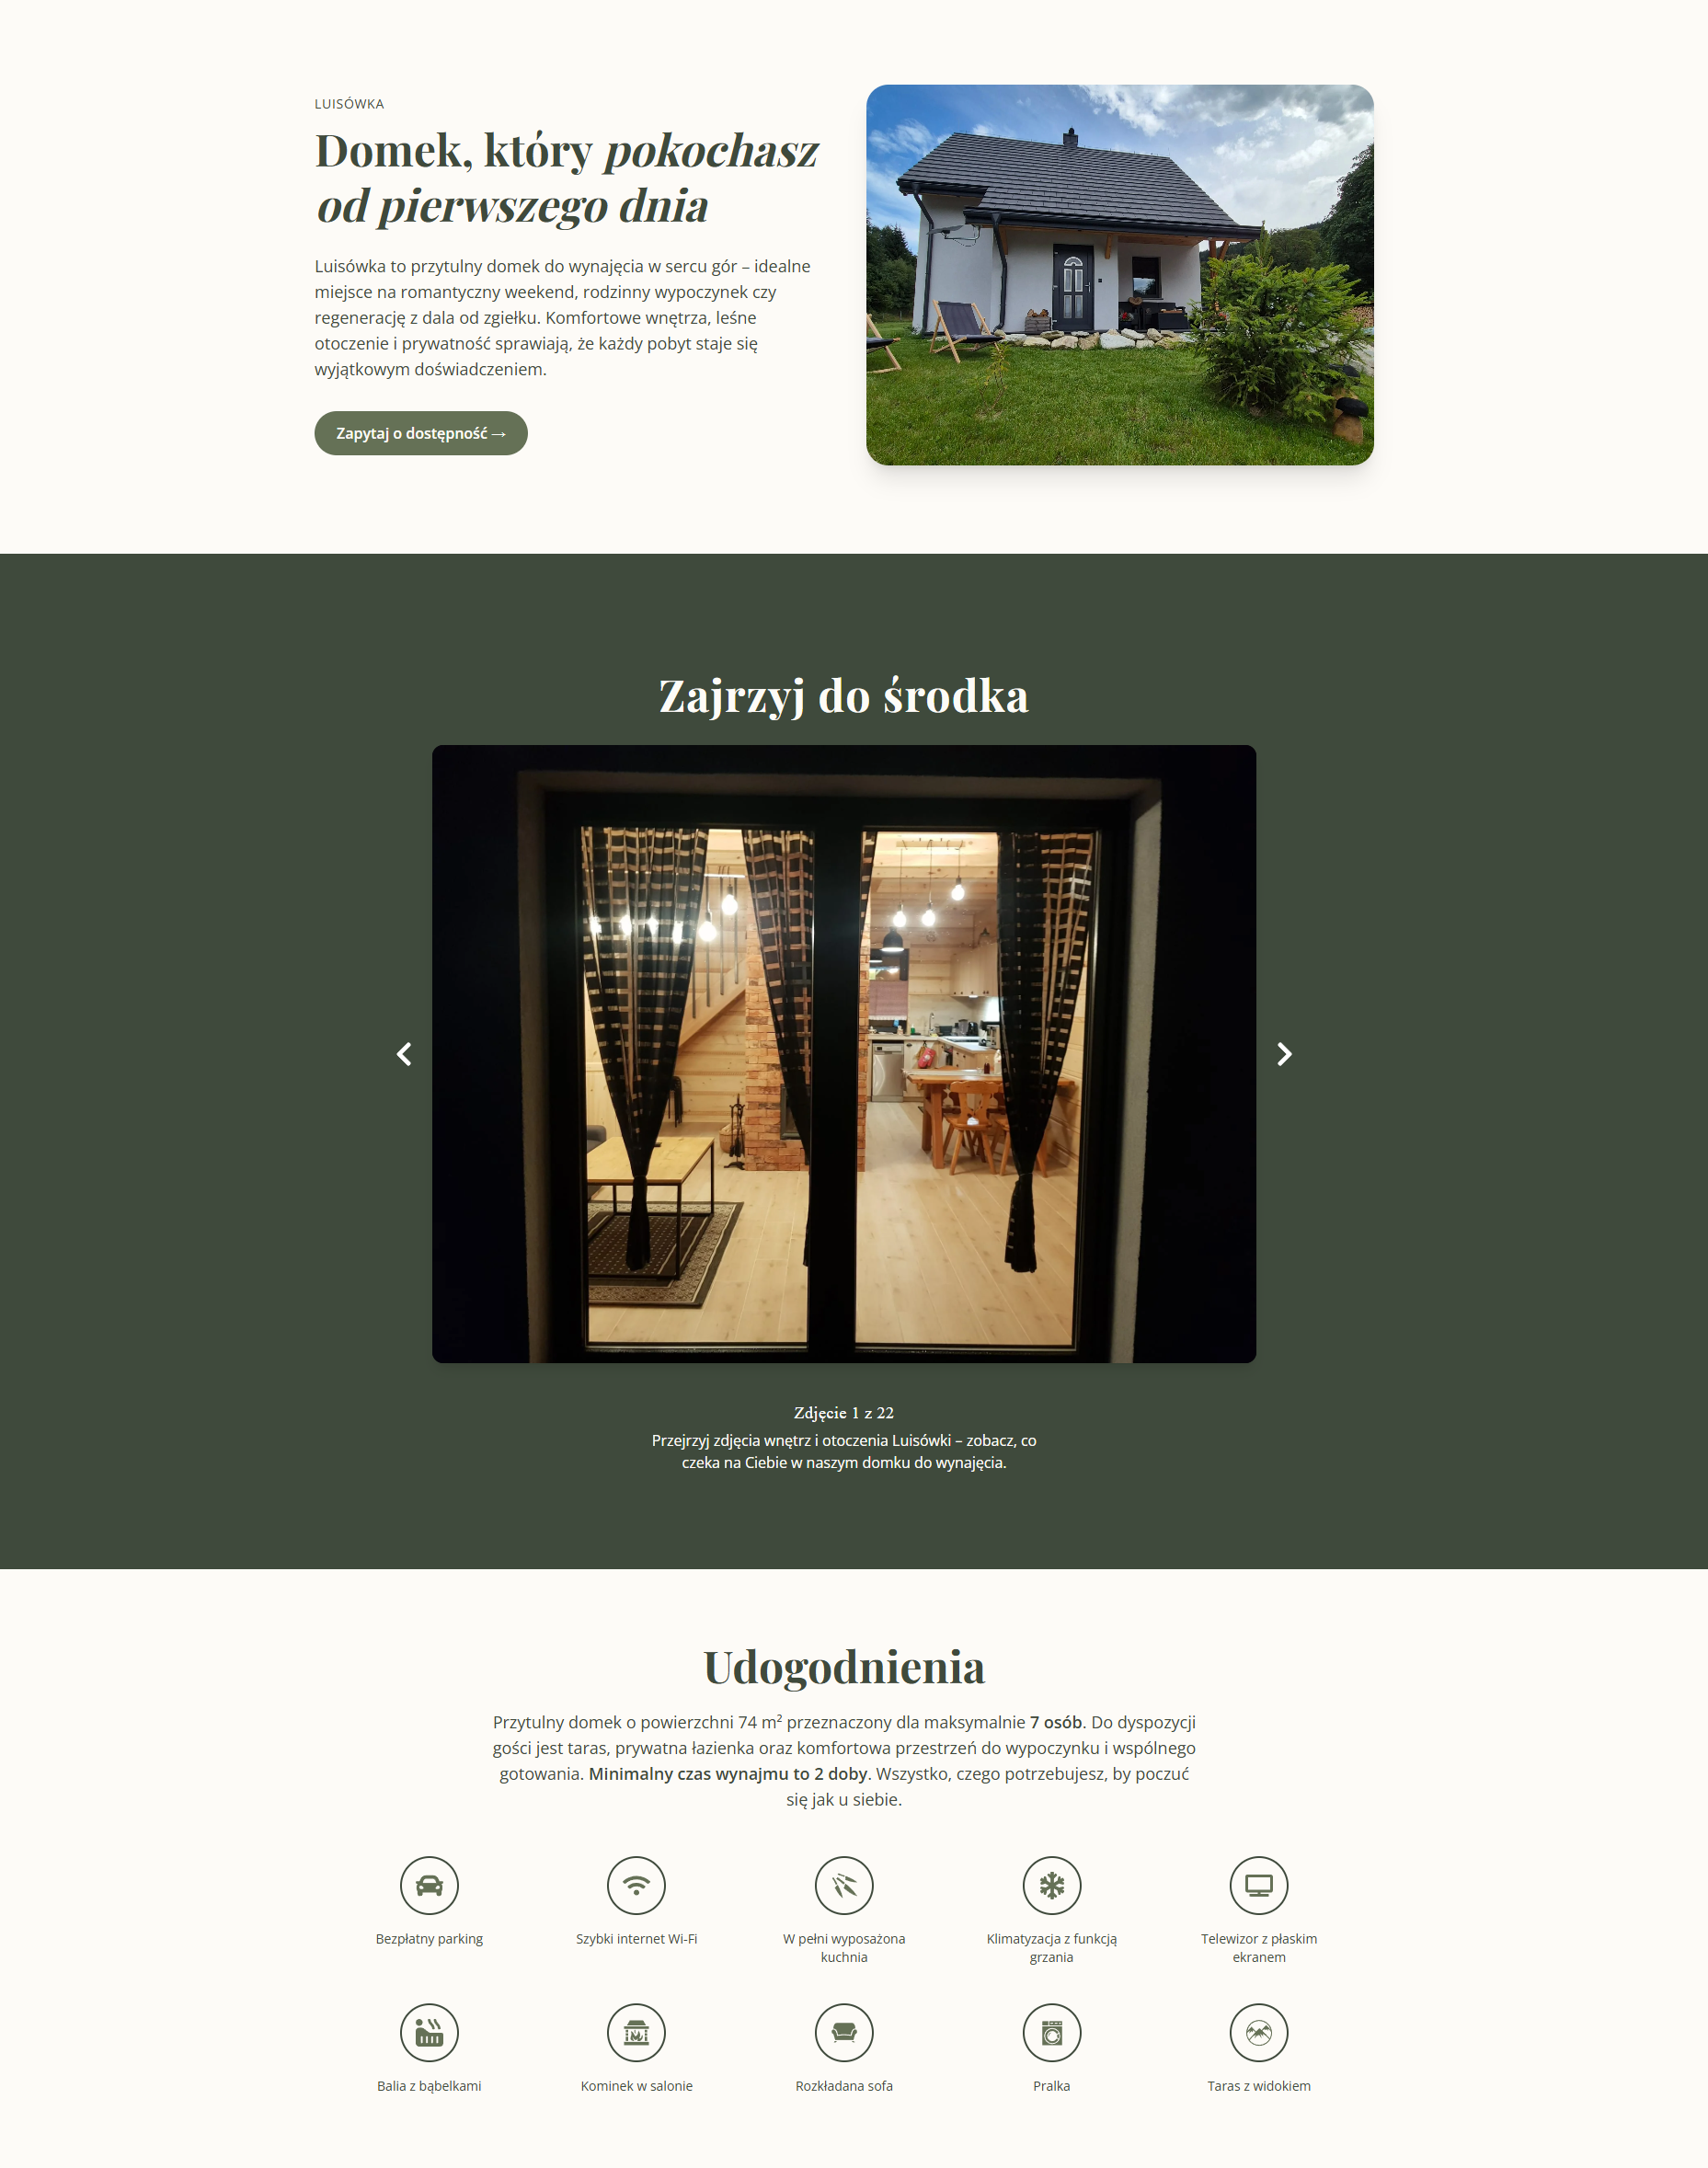 LUISÓWKA
Domek, który pokochasz
od pierwszego dnia
Luisówka to przytulny domek do wynajęcia w sercu gór – idealne
miejsce na romantyczny weekend, rodzinny wypoczynek czy
regenerację z dala od zgiełku. Komfortowe wnętrza, leśne
otoczenie i prywatność sprawiają, że każdy pobyt staje się
wyjątkowym doświadczeniem.
Zapytaj o dostępność →
Zajrzyj do środka
Zdjęcie 1 z 22
Przejrzyj zdjęcia wnętrz i otoczenia Luisówki – zobacz, co
czeka na Ciebie w naszym domku do wynajęcia.
Udogodnienia
Przytulny domek o powierzchni 74 m² przeznaczony dla maksymalnie 7 osób. Do dyspozycji
gości jest taras, prywatna łazienka oraz komfortowa przestrzeń do wypoczynku i wspólnego
gotowania. Minimalny czas wynajmu to 2 doby. Wszystko, czego potrzebujesz, by poczuć
się jak u siebie.
Bezpłatny parking
Szybki internet Wi-Fi
W pełni wyposażona
kuchnia
Klimatyzacja z funkcją
grzania
Telewizor z płaskim
ekranem
Balia z bąbelkami
Kominek w salonie
Rozkładana sofa
Pralka
Taras z widokiem